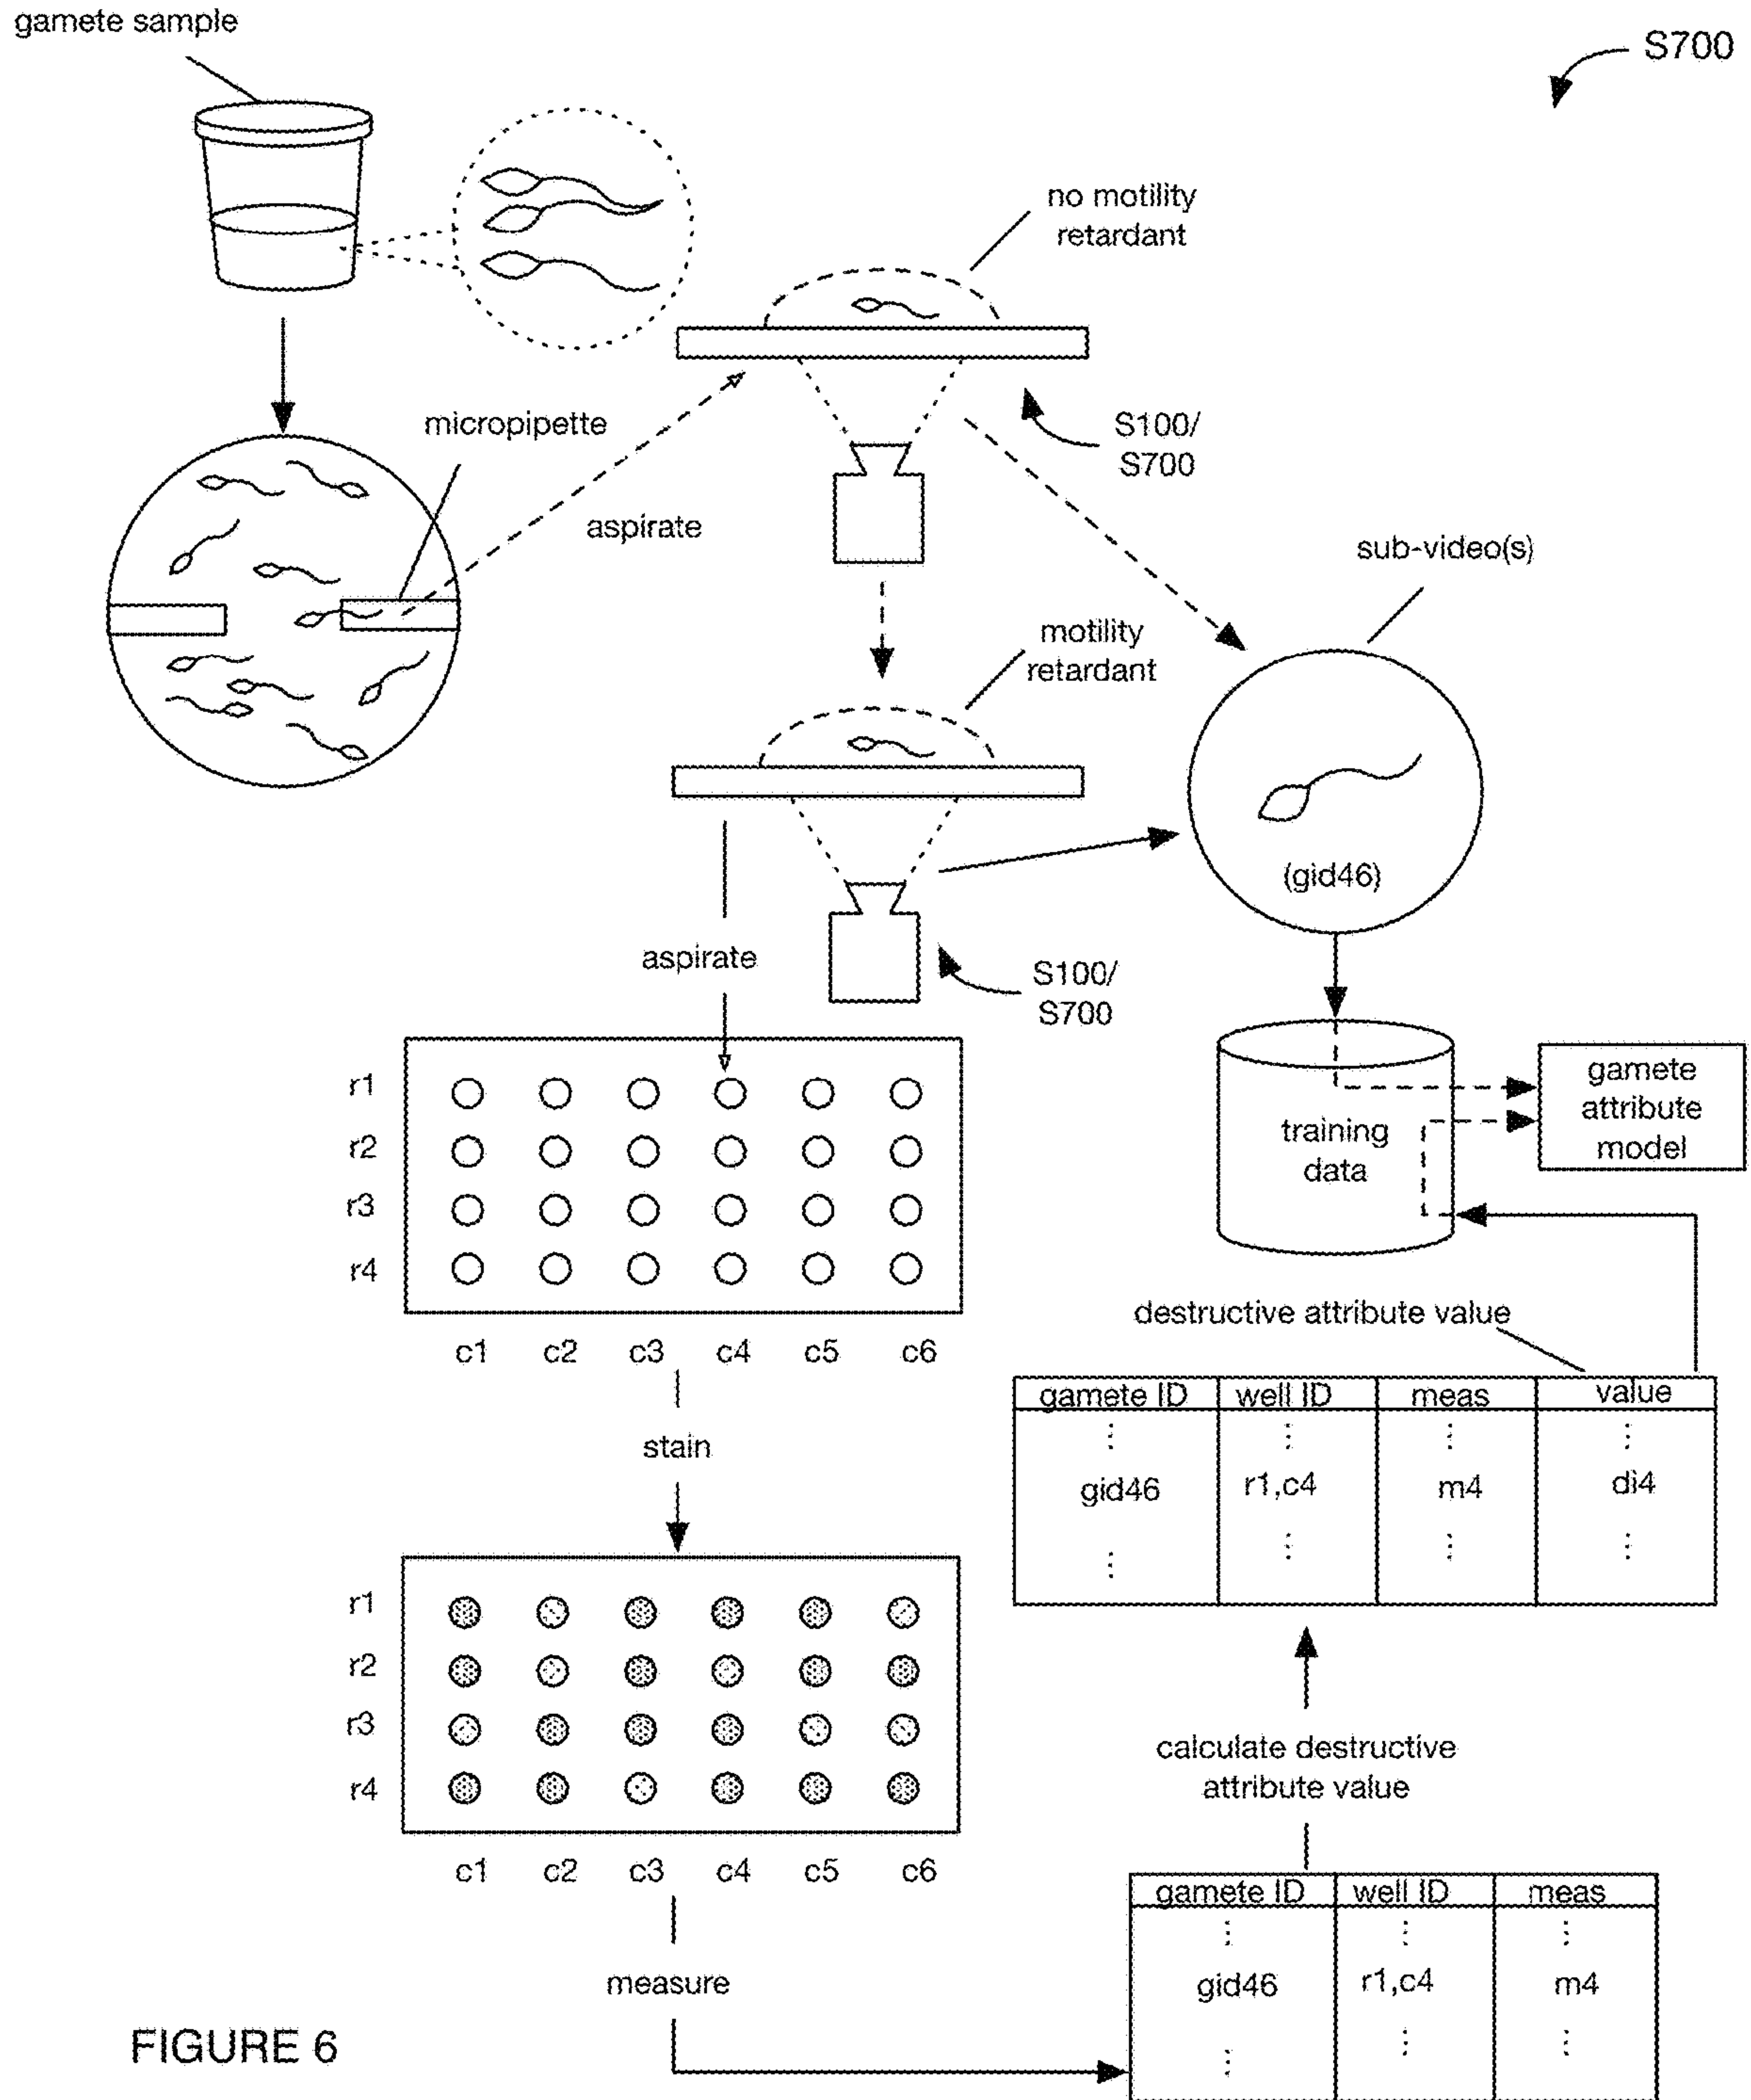 gamete sample
S700
no motility
retardant
micropipette
S100/
S700
aspirate
sub-video(s)
motility
retardant
(gid46)
aspirate
S100/
S700
r1
r2
r3
r4
c1 c2 c3 c4 c5 c6
training
data
gamete
attribute
model
destructive attribute value
gamete ID well ID meas value
⋮ ⋮ ⋮ ⋮
gid46 r1,c4 m4 di4
⋮ ⋮ ⋮ ⋮
stain
r1
r2
r3
r4
c1 c2 c3 c4 c5 c6
calculate destructive
attribute value
measure
gamete ID well ID meas
⋮ ⋮ ⋮
gid46 r1,c4 m4
⋮ ⋮ ⋮
FIGURE 6